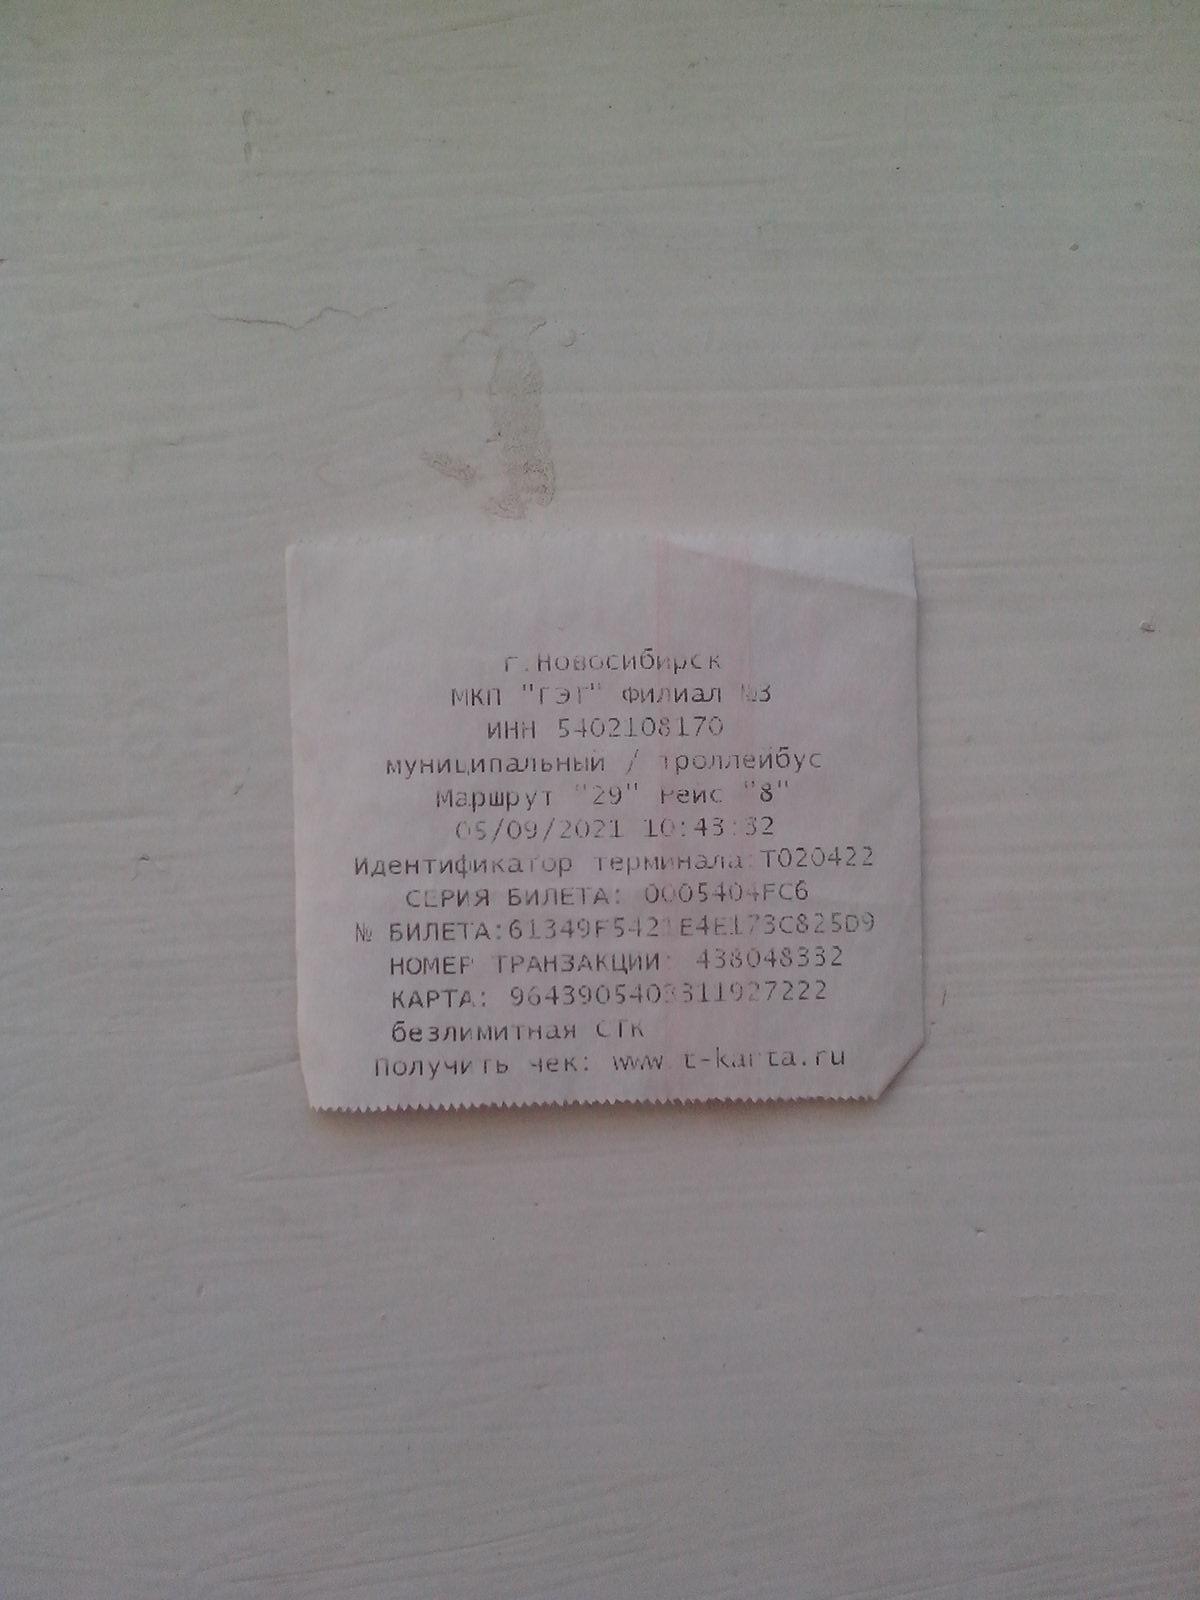 г.Новосибирск
МКП "ГЭТ" Филиал №3
ИНН 5402108170
муниципальный / троллейбус
Маршрут "29" Рейс "8"
05/09/2021 10:43:32
Идентификатор терминала:T020422
СЕРИЯ БИЛЕТА: 0005404FC6
№ БИЛЕТА:61349F5421E4E173C825D9
НОМЕР ТРАНЗАКЦИИ: 438048332
КАРТА: 9643905403311927222
безлимитная СТК
Получить чек: www.t-karta.ru